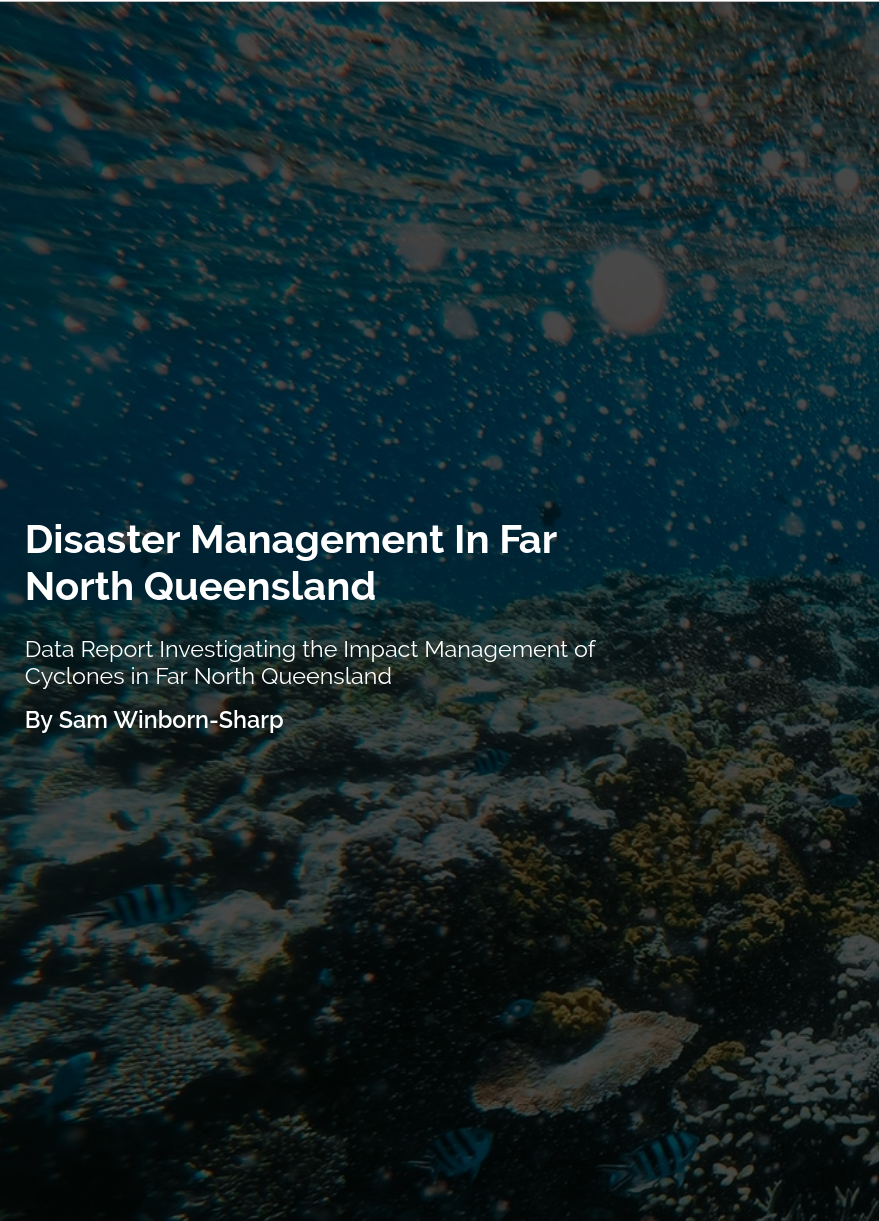 Disaster Management In Far
North Queensland
Data Report Investigating the Impact Management of
Cyclones in Far North Queensland
By Sam Winborn-Sharp